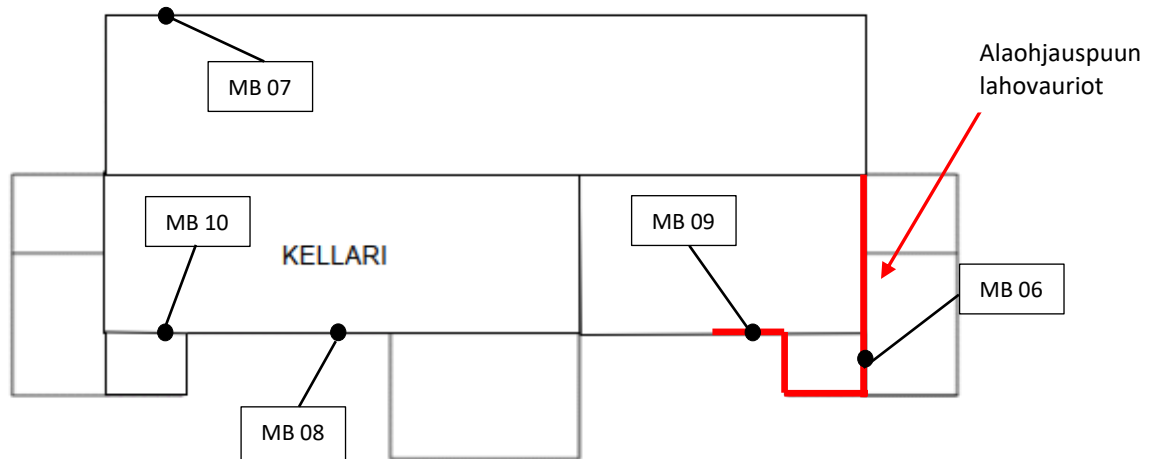 Alaohjauspuun
lahovauriot
MB 07
MB 10
MB 09
KELLARI
MB 06
MB 08